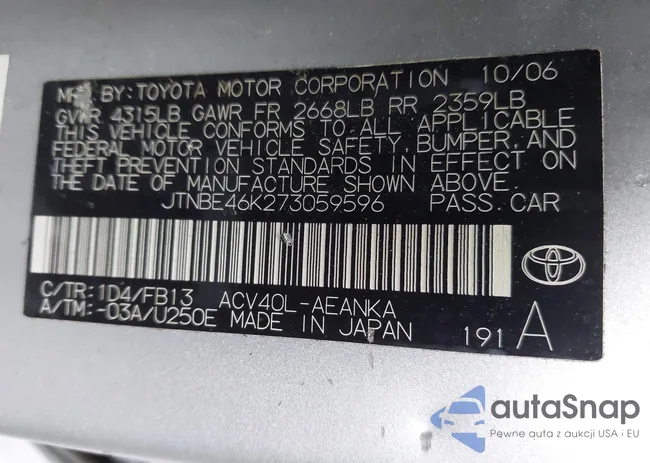 MFD BY: TOYOTA MOTOR CORPORATION 10/06
GVWR 4315LB GAWR FR 2668LB RR 2359LB
THIS VEHICLE CONFORMS TO ALL APPLICABLE
FEDERAL MOTOR VEHICLE SAFETY, BUMPER, AND
THEFT PREVENTION STANDARDS IN EFFECT ON
THE DATE OF MANUFACTURE SHOWN ABOVE.
JTNBE46K273059596 PASS.CAR
C/TR:1D4/FB13 ACV40L-AEANKA
A/TM:-03A/U250E MADE IN JAPAN
191 A
autoSnap
Pewne auta z aukcji USA i EU